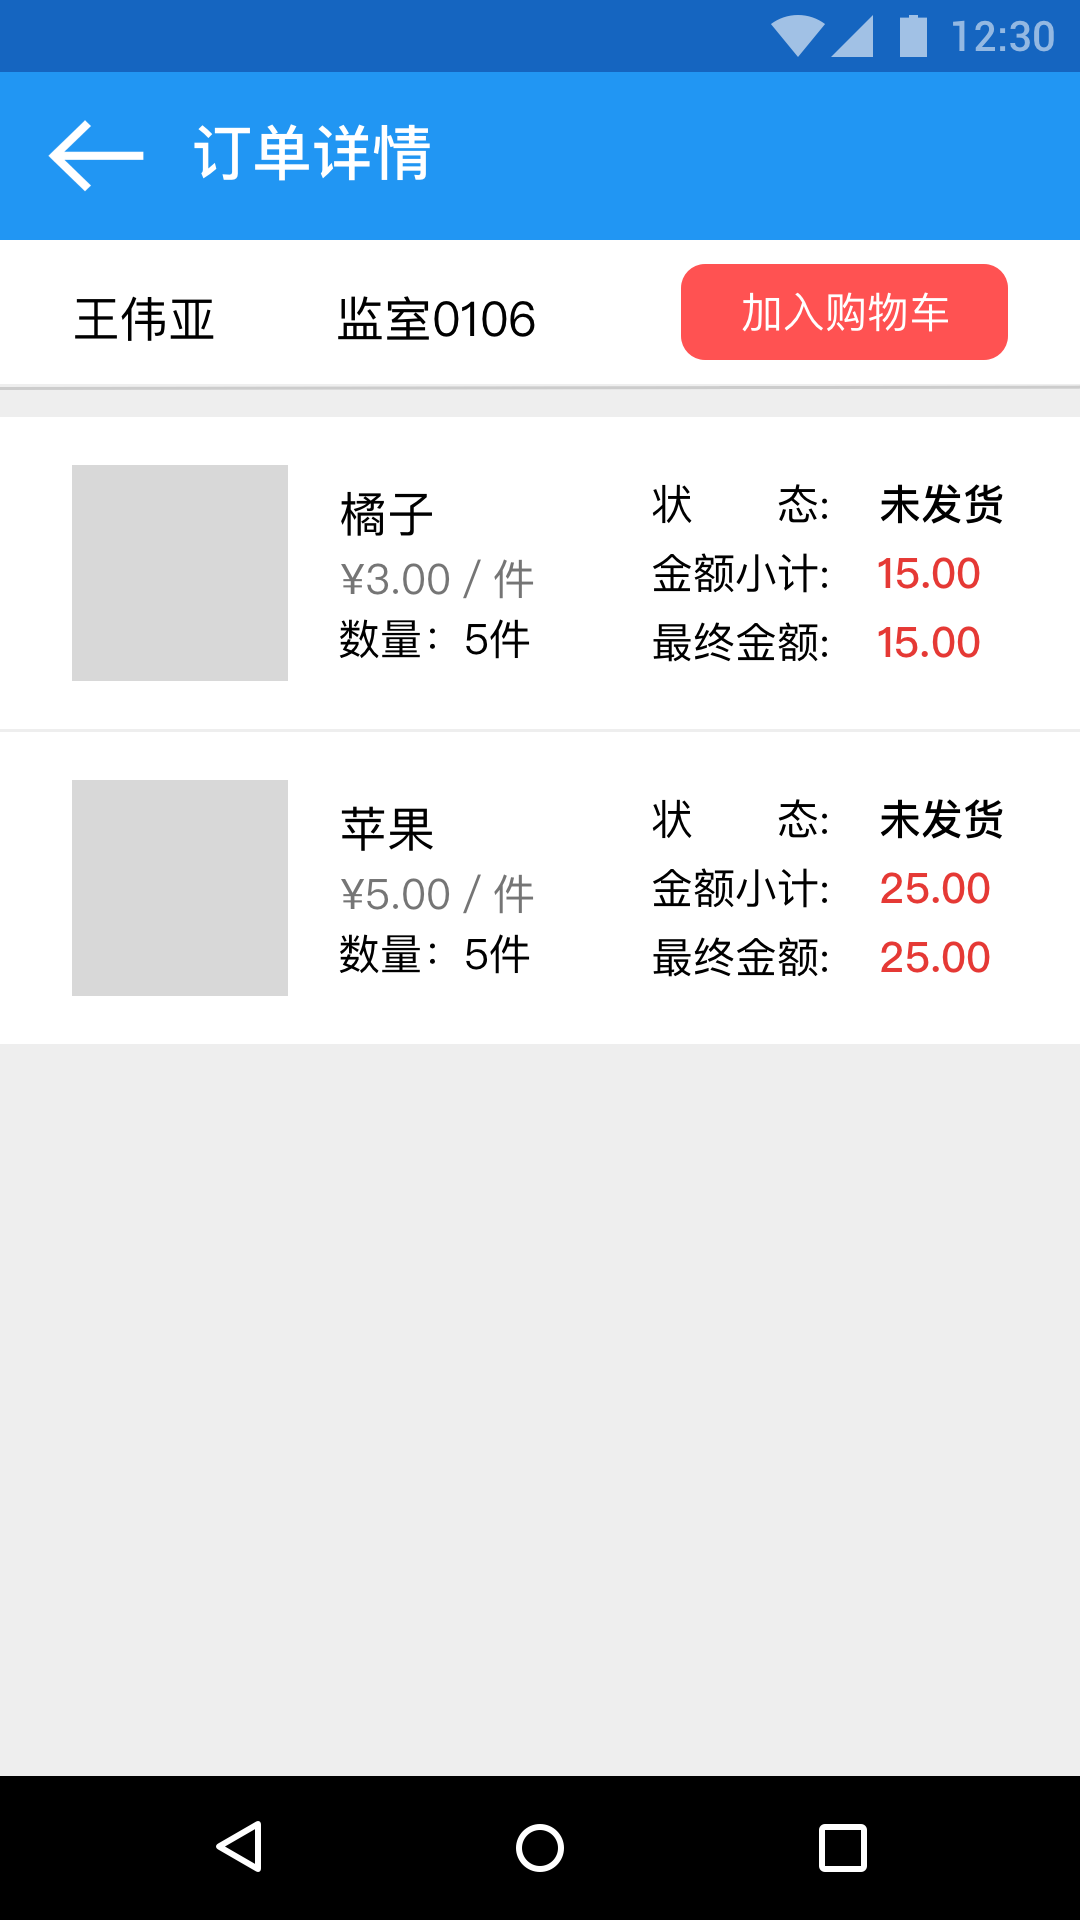 12:30
订单详情
王伟亚 监室0106 加入购物车
橘子
¥3.00 / 件
数量：5件
状 态: 未发货
金额小计: 15.00
最终金额: 15.00
苹果
¥5.00 / 件
数量：5件
状 态: 未发货
金额小计: 25.00
最终金额: 25.00